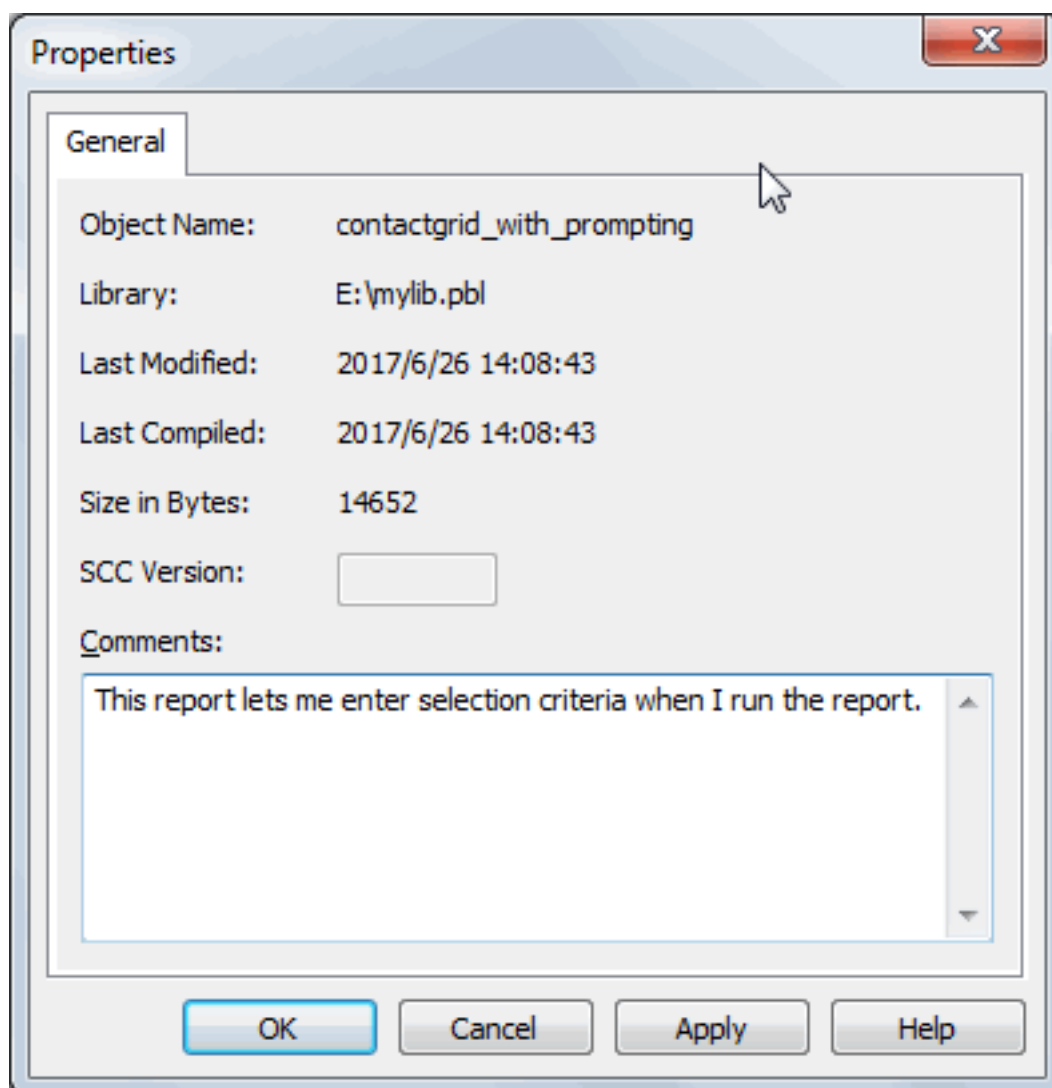 Properties
General
Object Name: contactgrid_with_prompting
Library: E:\mylib.pbl
Last Modified: 2017/6/26 14:08:43
Last Compiled: 2017/6/26 14:08:43
Size in Bytes: 14652
SCC Version:
Comments:
This report lets me enter selection criteria when I run the report.
OK Cancel Apply Help